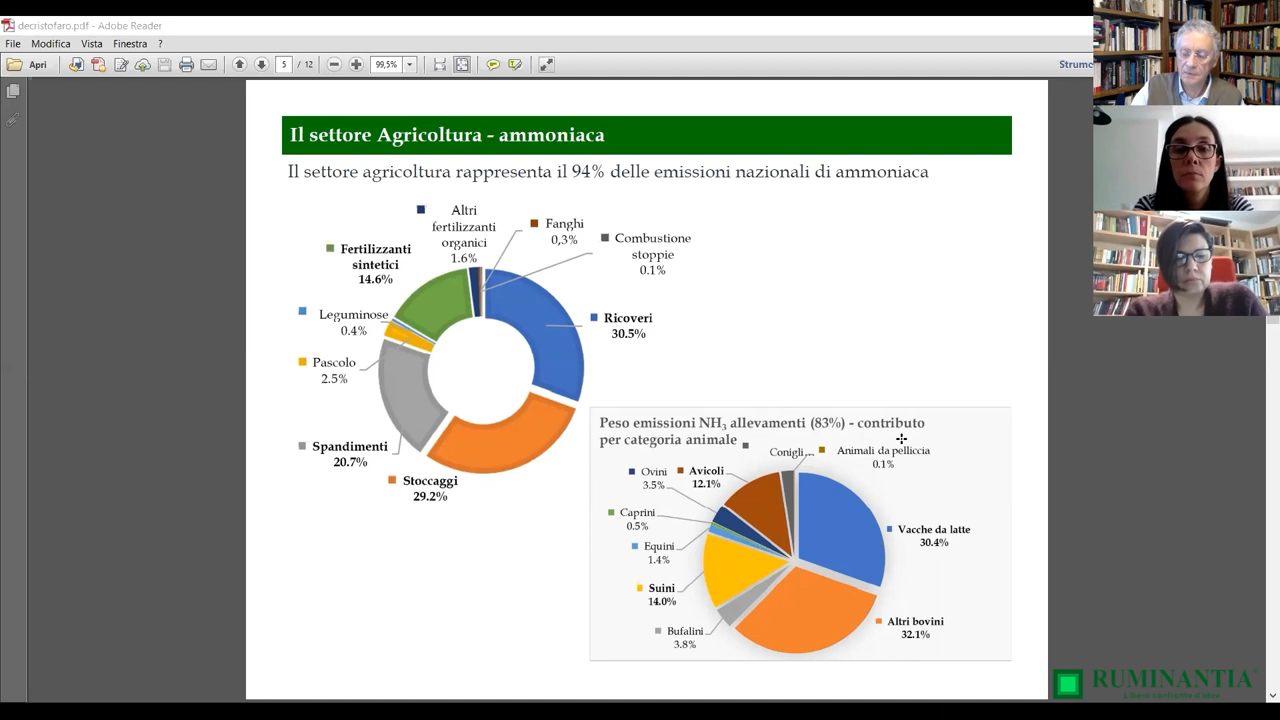 decristofaro.pdf - Adobe Reader
File Modifica Vista Finestra ?
Apri 5 / 12 99,5% Strume
Il settore Agricoltura - ammoniaca
Il settore agricoltura rappresenta il 94% delle emissioni nazionali di ammoniaca
Altri
fertilizzanti
organici
1.6%
Fanghi
0,3%
Combustione
stoppie
0.1%
Fertilizzanti
sintetici
14.6%
Leguminose
0.4%
Ricoveri
30.5%
Pascolo
2.5%
Spandimenti
20.7%
Stoccaggi
29.2%
Peso emissioni NH3 allevamenti (83%) - contributo
per categoria animale
Conigli...
Animali da pelliccia
0.1%
Ovini
3.5%
Avicoli
12.1%
Caprini
0.5%
Equini
1.4%
Vacche da latte
30.4%
Suini
14.0%
Bufalini
3.8%
Altri bovini
32.1%
RUMINANTIA